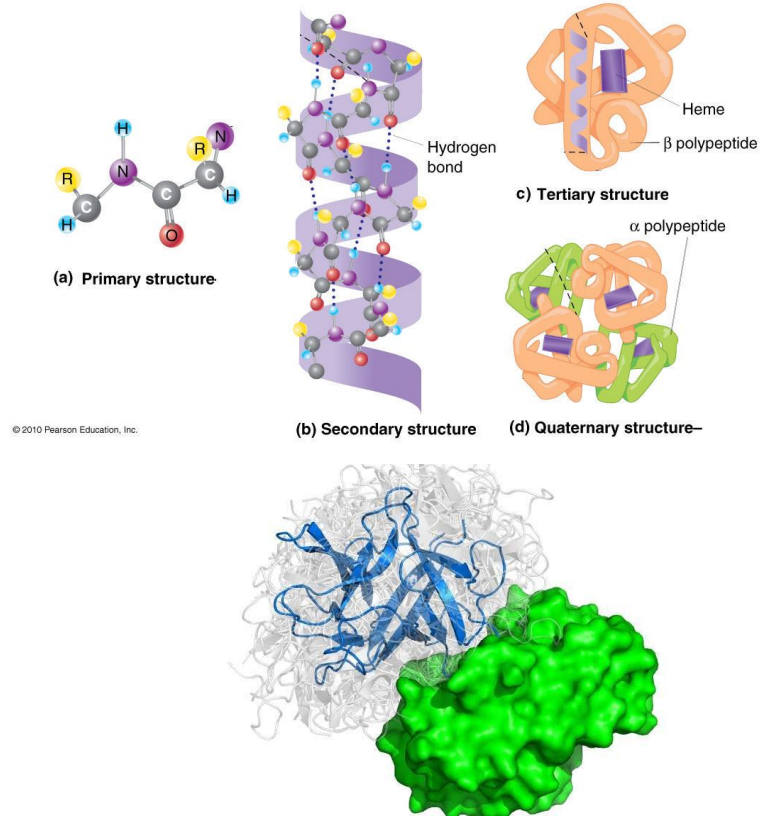 H
N
R
R
N
C
C
C
H
H
O
(a) Primary structure
© 2010 Pearson Education, Inc.
Hydrogen
bond
(b) Secondary structure
Heme
β polypeptide
c) Tertiary structure
α polypeptide
(d) Quaternary structure–